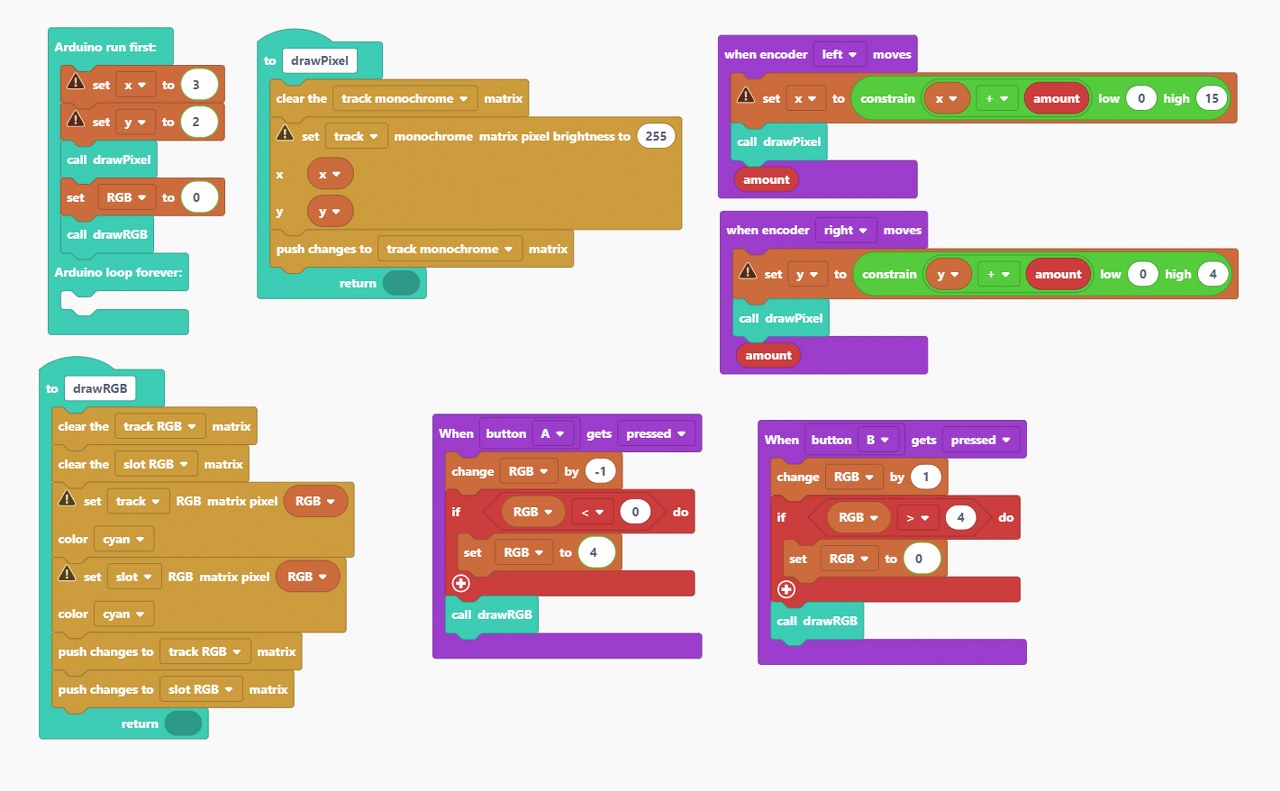 Arduino run first:
set x to 3
set y to 2
call drawPixel
set RGB to 0
call drawRGB
Arduino loop forever:
to drawPixel
clear the track monochrome matrix
set track monochrome matrix pixel brightness to 255
x x
y y
push changes to track monochrome matrix
return
when encoder left moves
set x to constrain x + amount low 0 high 15
call drawPixel
amount
when encoder right moves
set y to constrain y + amount low 0 high 4
call drawPixel
amount
to drawRGB
clear the track RGB matrix
clear the slot RGB matrix
set track RGB matrix pixel RGB
color cyan
set slot RGB matrix pixel RGB
color cyan
push changes to track RGB matrix
push changes to slot RGB matrix
return
When button A gets pressed
change RGB by -1
if RGB < 0 do
set RGB to 4
call drawRGB
When button B gets pressed
change RGB by 1
if RGB > 4 do
set RGB to 0
call drawRGB